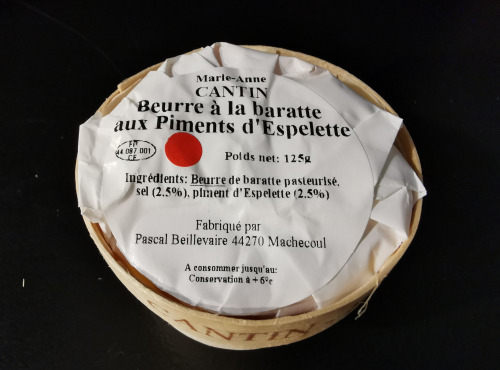 Marie-Anne
CANTIN
Beurre à la baratte
aux Piments d'Espelette
FR
44.087.001
CE
Poids net: 125g
Ingrédients: Beurre de baratte pasteurisé,
sel (2.5%), piment d'Espelette (2.5%)
Fabriqué par
Pascal Beillevaire 44270 Machecoul
A consommer jusqu'au:
Conservation à + 6°c
CANTIN